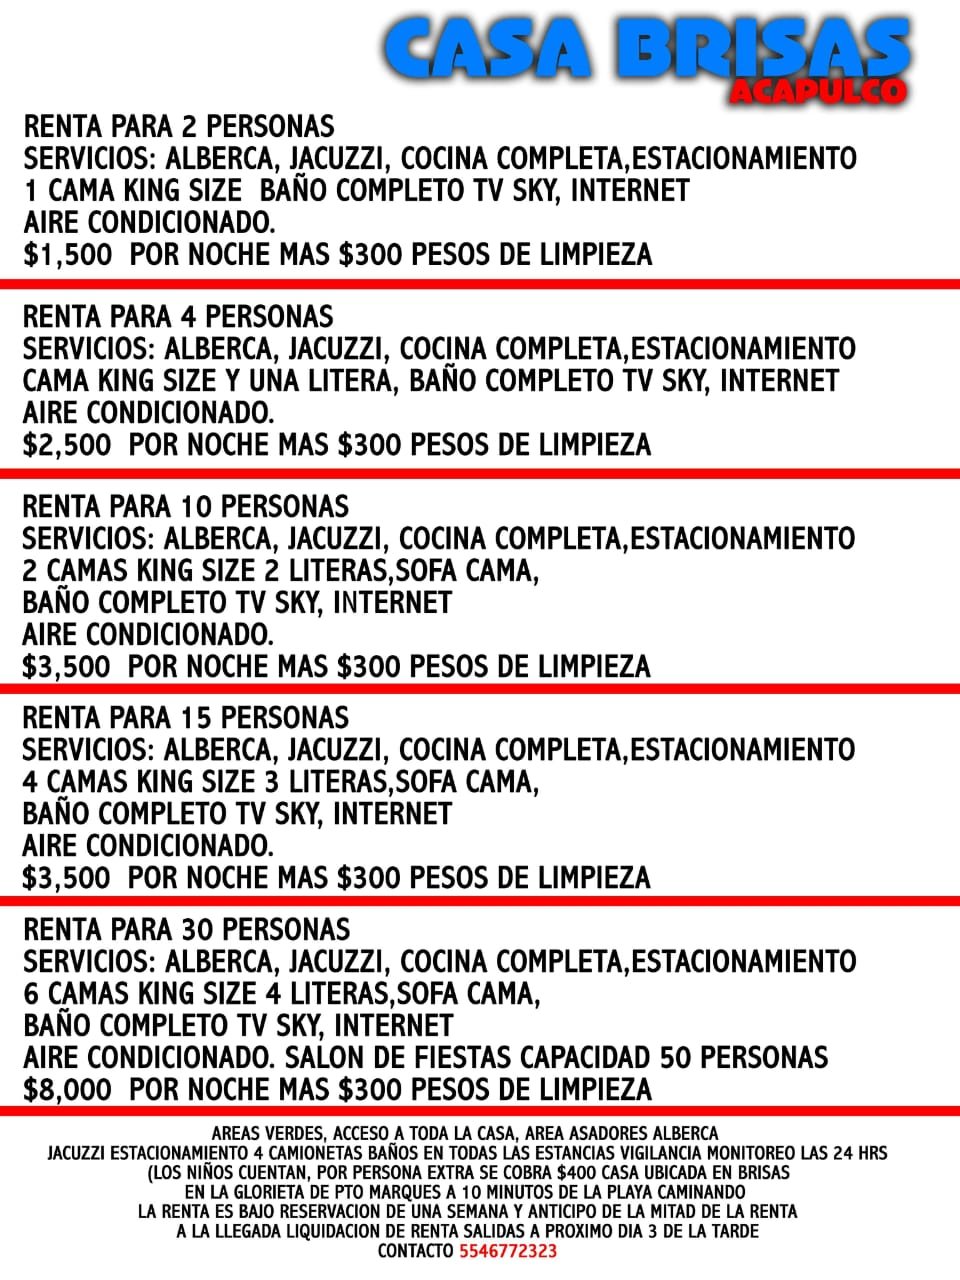 CASA BRISAS
ACAPULCO
RENTA PARA 2 PERSONAS
SERVICIOS: ALBERCA, JACUZZI, COCINA COMPLETA,ESTACIONAMIENTO
1 CAMA KING SIZE  BAÑO COMPLETO TV SKY, INTERNET
AIRE CONDICIONADO.
$1,500  POR NOCHE MAS $300 PESOS DE LIMPIEZA
RENTA PARA 4 PERSONAS
SERVICIOS: ALBERCA, JACUZZI, COCINA COMPLETA,ESTACIONAMIENTO
CAMA KING SIZE Y UNA LITERA, BAÑO COMPLETO TV SKY, INTERNET
AIRE CONDICIONADO.
$2,500  POR NOCHE MAS $300 PESOS DE LIMPIEZA
RENTA PARA 10 PERSONAS
SERVICIOS: ALBERCA, JACUZZI, COCINA COMPLETA,ESTACIONAMIENTO
2 CAMAS KING SIZE 2 LITERAS,SOFA CAMA,
BAÑO COMPLETO TV SKY, INTERNET
AIRE CONDICIONADO.
$3,500  POR NOCHE MAS $300 PESOS DE LIMPIEZA
RENTA PARA 15 PERSONAS
SERVICIOS: ALBERCA, JACUZZI, COCINA COMPLETA,ESTACIONAMIENTO
4 CAMAS KING SIZE 3 LITERAS,SOFA CAMA,
BAÑO COMPLETO TV SKY, INTERNET
AIRE CONDICIONADO.
$3,500  POR NOCHE MAS $300 PESOS DE LIMPIEZA
RENTA PARA 30 PERSONAS
SERVICIOS: ALBERCA, JACUZZI, COCINA COMPLETA,ESTACIONAMIENTO
6 CAMAS KING SIZE 4 LITERAS,SOFA CAMA,
BAÑO COMPLETO TV SKY, INTERNET
AIRE CONDICIONADO. SALON DE FIESTAS CAPACIDAD 50 PERSONAS
$8,000  POR NOCHE MAS $300 PESOS DE LIMPIEZA
AREAS VERDES, ACCESO A TODA LA CASA, AREA ASADORES ALBERCA
JACUZZI ESTACIONAMIENTO 4 CAMIONETAS BAÑOS EN TODAS LAS ESTANCIAS VIGILANCIA MONITOREO LAS 24 HRS
(LOS NIÑOS CUENTAN, POR PERSONA EXTRA SE COBRA $400 CASA UBICADA EN BRISAS
EN LA GLORIETA DE PTO MARQUES A 10 MINUTOS DE LA PLAYA CAMINANDO
LA RENTA ES BAJO RESERVACION DE UNA SEMANA Y ANTICIPO DE LA MITAD DE LA RENTA
A LA LLEGADA LIQUIDACION DE RENTA SALIDAS A PROXIMO DIA 3 DE LA TARDE
CONTACTO 5546772323